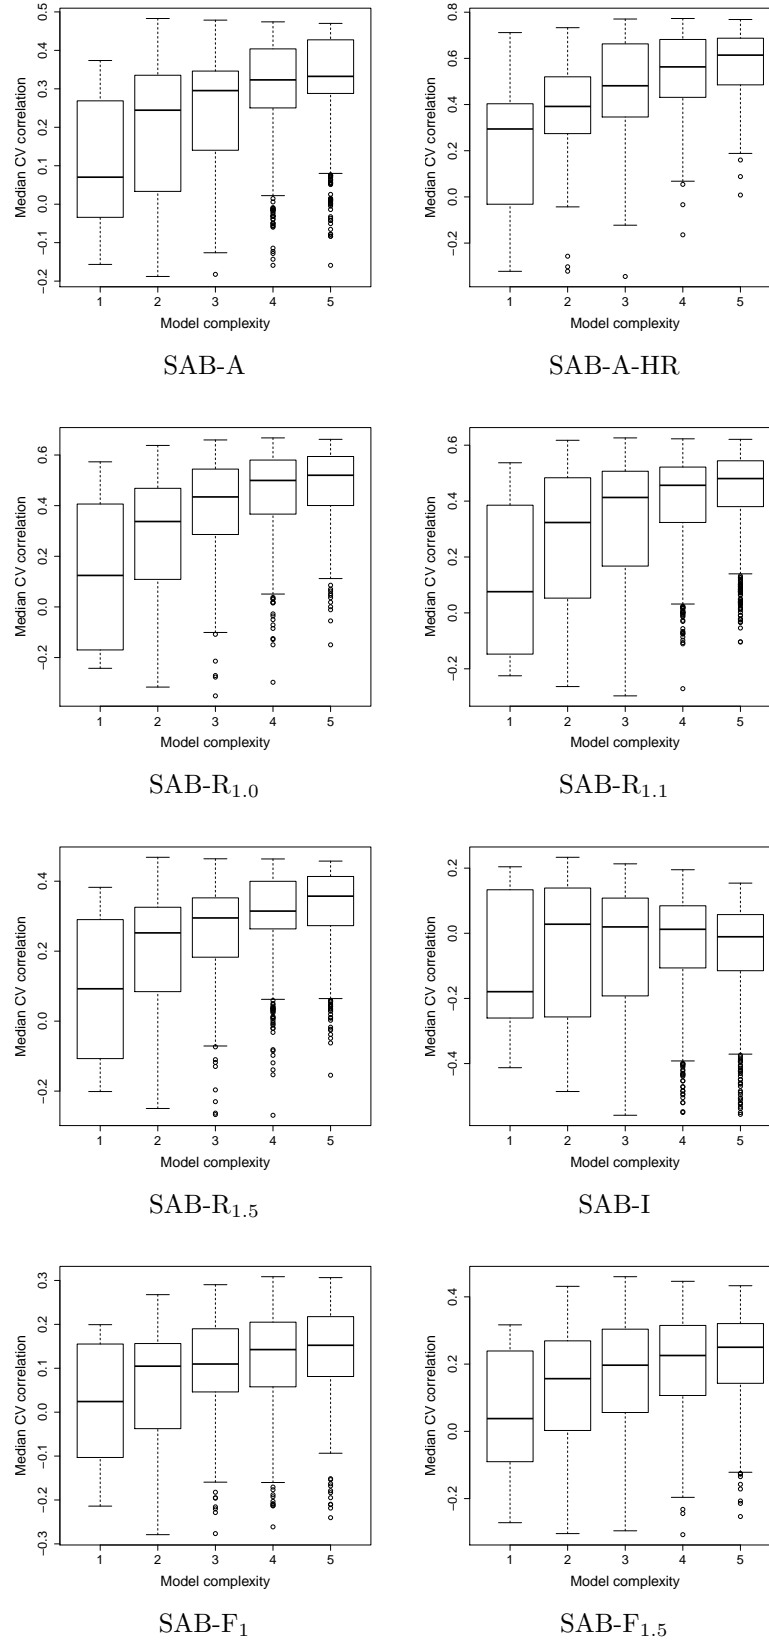 0.5
0.4
0.3
0.2
0.1
0.0
-0.1
-0.2
Median CV correlation
1 2 3 4 5
Model complexity
SAB-A
0.8
0.6
0.4
0.2
0.0
-0.2
Median CV correlation
1 2 3 4 5
Model complexity
SAB-A-HR
0.6
0.4
0.2
0.0
-0.2
Median CV correlation
1 2 3 4 5
Model complexity
SAB-R1.0
0.6
0.4
0.2
0.0
-0.2
Median CV correlation
1 2 3 4 5
Model complexity
SAB-R1.1
0.4
0.2
0.0
-0.2
Median CV correlation
1 2 3 4 5
Model complexity
SAB-R1.5
0.2
0.0
-0.2
-0.4
Median CV correlation
1 2 3 4 5
Model complexity
SAB-I
0.3
0.2
0.1
0.0
-0.1
-0.2
-0.3
Median CV correlation
1 2 3 4 5
Model complexity
SAB-F1
0.4
0.2
0.0
-0.2
Median CV correlation
1 2 3 4 5
Model complexity
SAB-F1.5